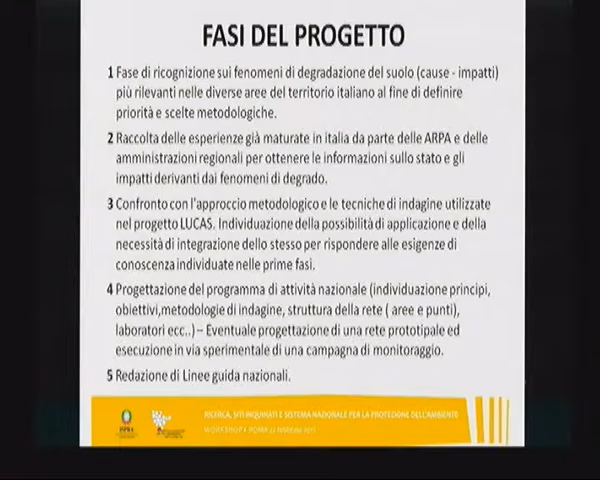 FASI DEL PROGETTO
1 Fase di ricognizione sui fenomeni di degradazione del suolo (cause - impatti)
più rilevanti nelle diverse aree del territorio italiano al fine di definire
priorità e scelte metodologiche.
2 Raccolta delle esperienze già maturate in italia da parte delle ARPA e delle
amministrazioni regionali per ottenere le informazioni sullo stato e gli
impatti derivanti dai fenomeni di degrado.
3 Confronto con l'approccio metodologico e le tecniche di indagine utilizzate
nel progetto LUCAS. Individuazione della possibilità di applicazione e della
necessità di integrazione dello stesso per rispondere alle esigenze di
conoscenza individuate nelle prime fasi.
4 Progettazione del programma di attività nazionale (individuazione principi,
obiettivi,metodologie di indagine, struttura della rete ( aree e punti),
laboratori ecc..) – Eventuale progettazione di una rete prototipale ed
esecuzione in via sperimentale di una campagna di monitoraggio.
5 Redazione di Linee guida nazionali.
RICERCA, SITI INQUINATI E SISTEMA NAZIONALE PER LA PROTEZIONE DELL'AMBIENTE
WORKSHOP ROMA